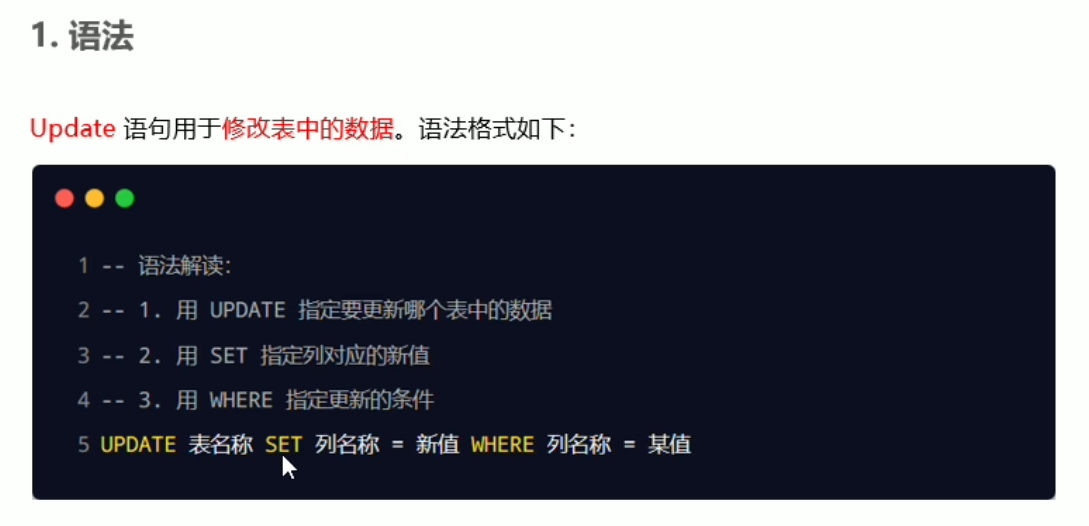 1. 语法
Update 语句用于修改表中的数据。语法格式如下：
1 -- 语法解读：
2 -- 1. 用 UPDATE 指定要更新哪个表中的数据
3 -- 2. 用 SET 指定列对应的新值
4 -- 3. 用 WHERE 指定更新的条件
5 UPDATE 表名称 SET 列名称 = 新值 WHERE 列名称 = 某值